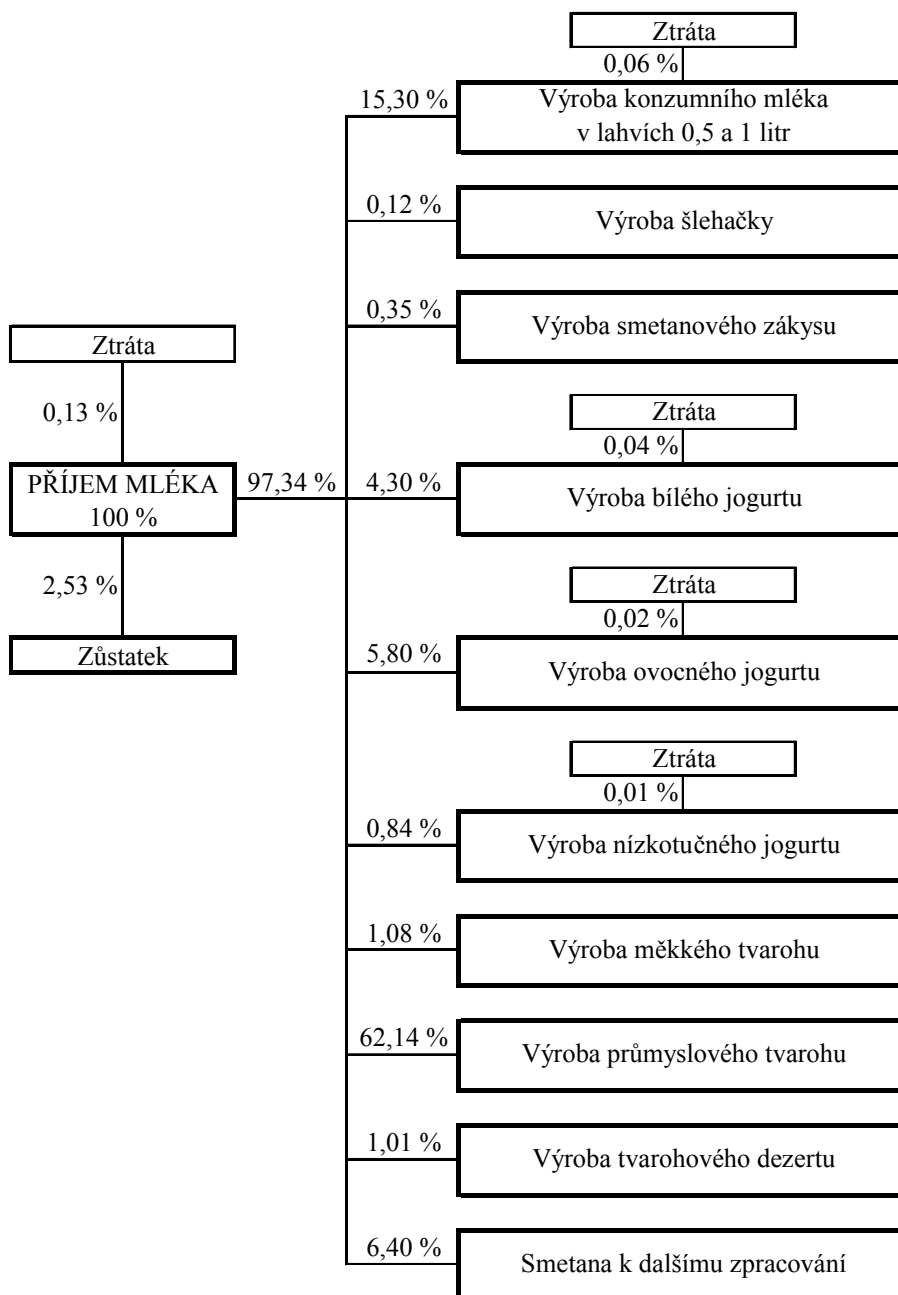 Ztráta
0,06 %
15,30 %
Výroba konzumního mléka
v lahvích 0,5 a 1 litr
0,12 %
Výroba šlehačky
0,35 %
Výroba smetanového zákysu
Ztráta
0,13 %
PŘÍJEM MLÉKA
100 %
97,34 %
2,53 %
Zůstatek
Ztráta
0,04 %
4,30 %
Výroba bílého jogurtu
Ztráta
0,02 %
5,80 %
Výroba ovocného jogurtu
Ztráta
0,01 %
0,84 %
Výroba nízkotučného jogurtu
1,08 %
Výroba měkkého tvarohu
62,14 %
Výroba průmyslového tvarohu
1,01 %
Výroba tvarohového dezertu
6,40 %
Smetana k dalšímu zpracování